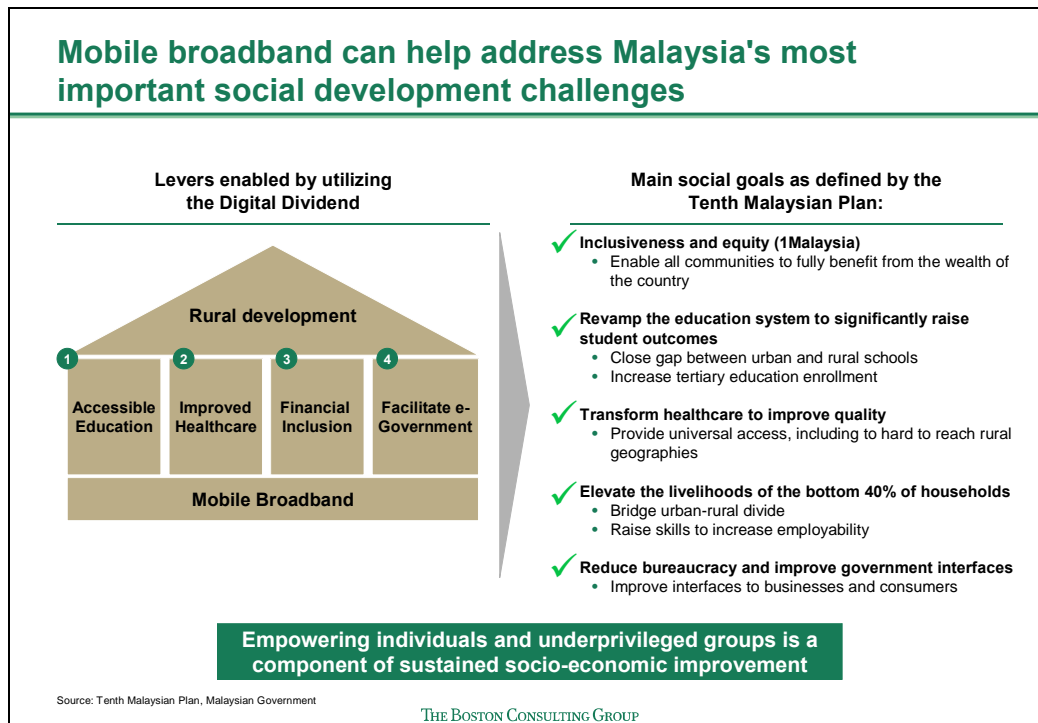 Mobile broadband can help address Malaysia's most
important social development challenges
Levers enabled by utilizing
the Digital Dividend
Rural development
1
Accessible
Education
2
Improved
Healthcare
3
Financial
Inclusion
4
Facilitate e-
Government
Mobile Broadband
Main social goals as defined by the
Tenth Malaysian Plan:
Inclusiveness and equity (1Malaysia)
• Enable all communities to fully benefit from the wealth of
the country
Revamp the education system to significantly raise
student outcomes
• Close gap between urban and rural schools
• Increase tertiary education enrollment
Transform healthcare to improve quality
• Provide universal access, including to hard to reach rural
geographies
Elevate the livelihoods of the bottom 40% of households
• Bridge urban-rural divide
• Raise skills to increase employability
Reduce bureaucracy and improve government interfaces
• Improve interfaces to businesses and consumers
Empowering individuals and underprivileged groups is a
component of sustained socio-economic improvement
Source: Tenth Malaysian Plan, Malaysian Government
THE BOSTON CONSULTING GROUP